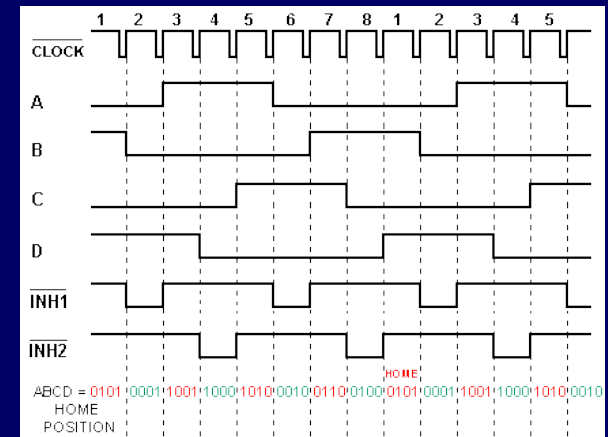 1 2 3 4 5 6 7 8 1 2 3 4 5
CLOCK
A
B
C
D
INH1
INH2
HOME
ABCD = 0101 0001 1001 1000 1010 0010 0110 0100 0101 0001 1001 1000 1010 0010
HOME
POSITION